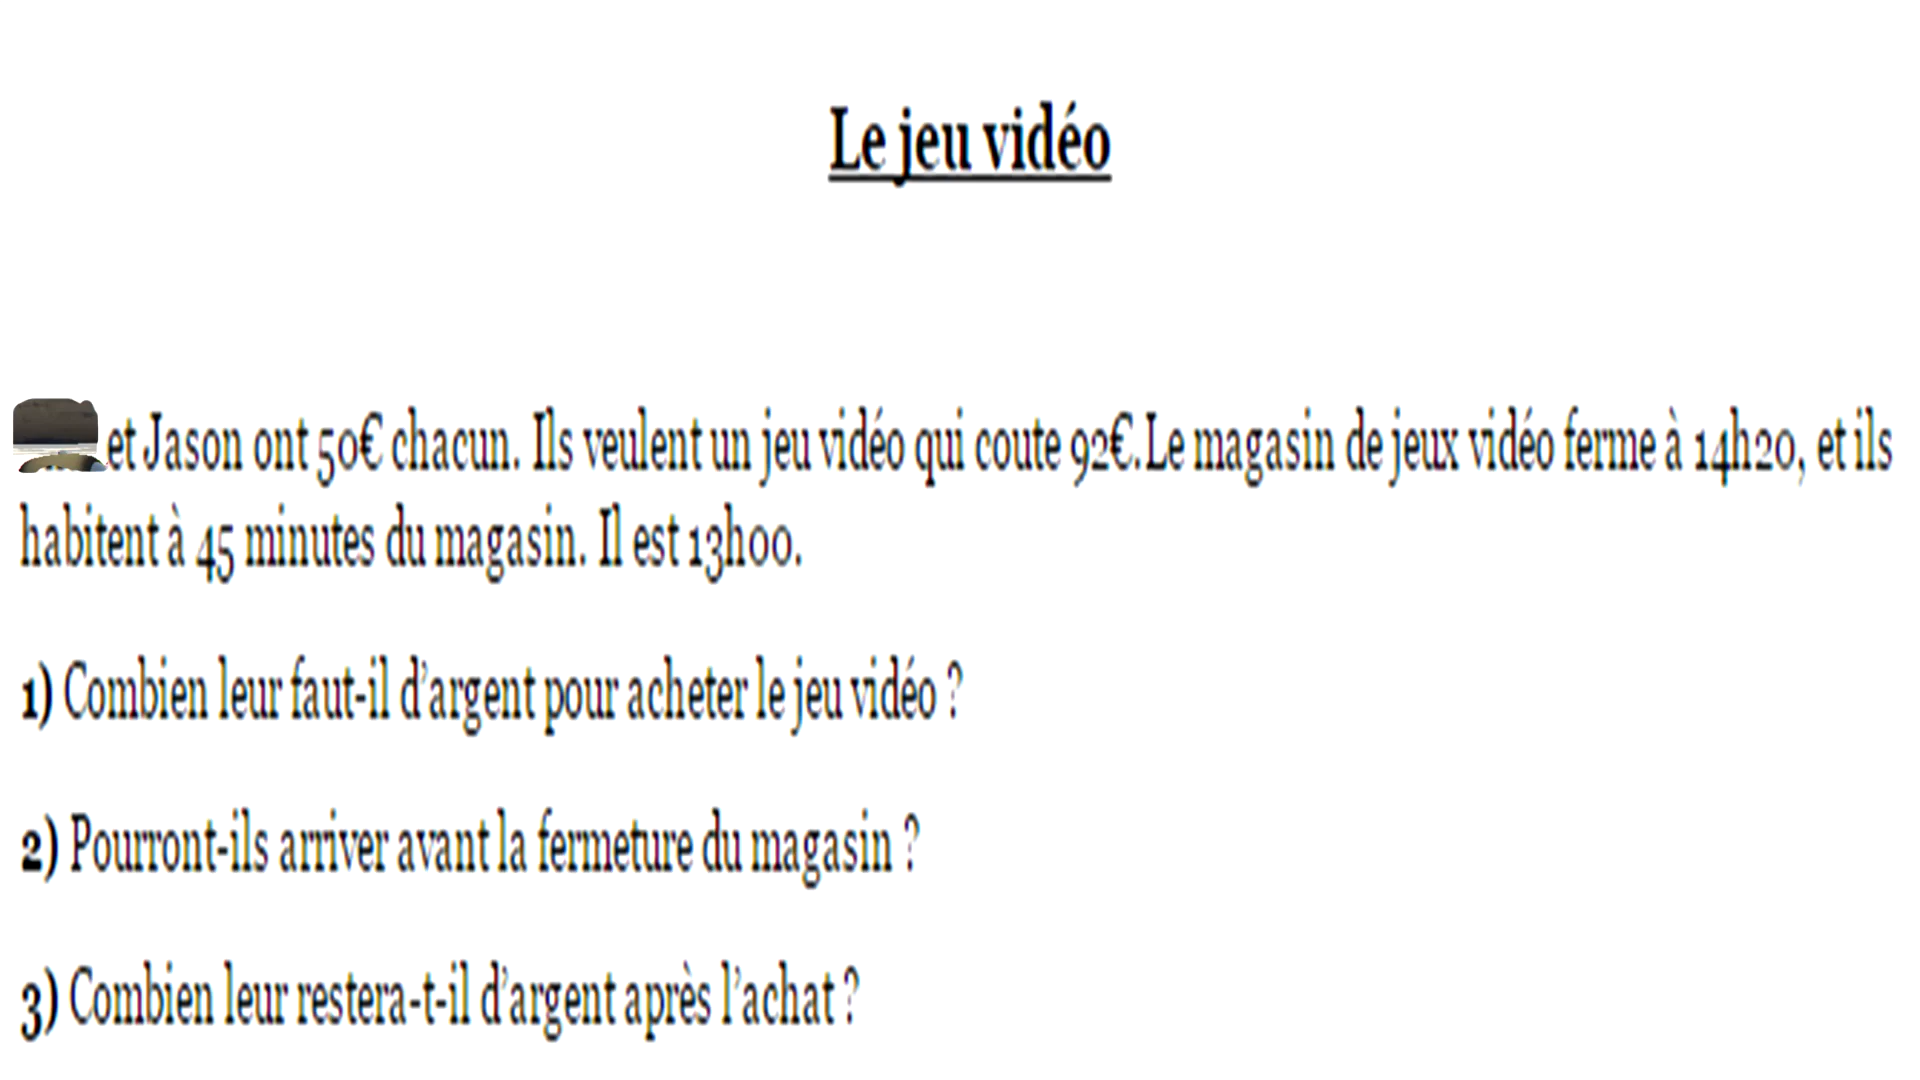 Le jeu vidéo
et Jason ont 50€ chacun. Ils veulent un jeu vidéo qui coute 92€.Le magasin de jeux vidéo ferme à 14h20, et ils
habitent à 45 minutes du magasin. Il est 13h00.
1) Combien leur faut-il d'argent pour acheter le jeu vidéo ?
2) Pourront-ils arriver avant la fermeture du magasin ?
3) Combien leur restera-t-il d'argent après l'achat ?